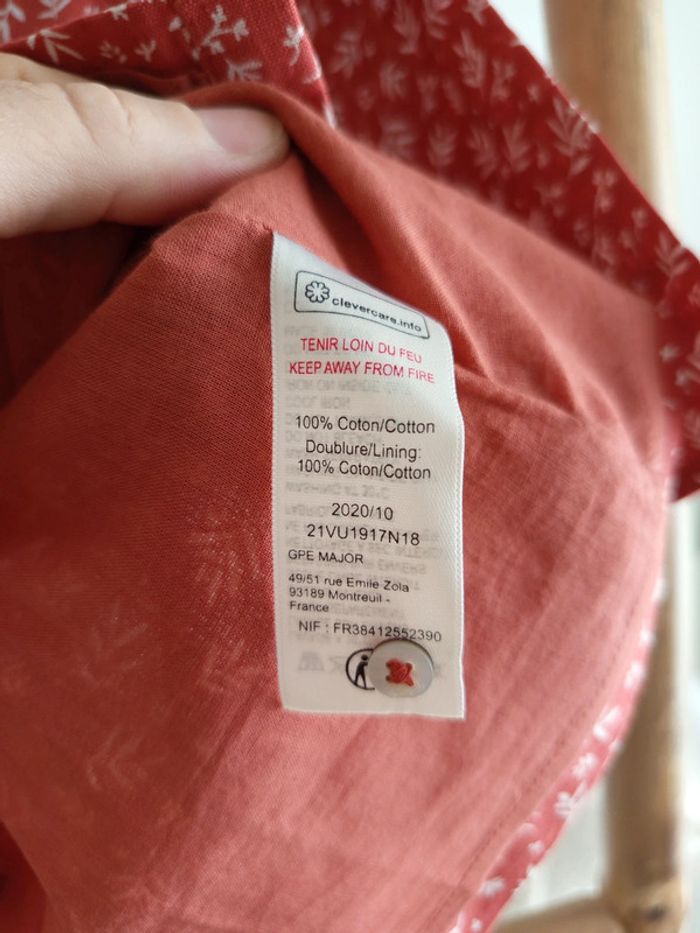 clevercare.info
TENIR LOIN DU FEU
KEEP AWAY FROM FIRE
100% Coton/Cotton
Doublure/Lining:
100% Coton/Cotton
2020/10
21VU1917N18
GPE MAJOR
49/51 rue Emile Zola
93189 Montreuil -
France
NIF : FR38412552390